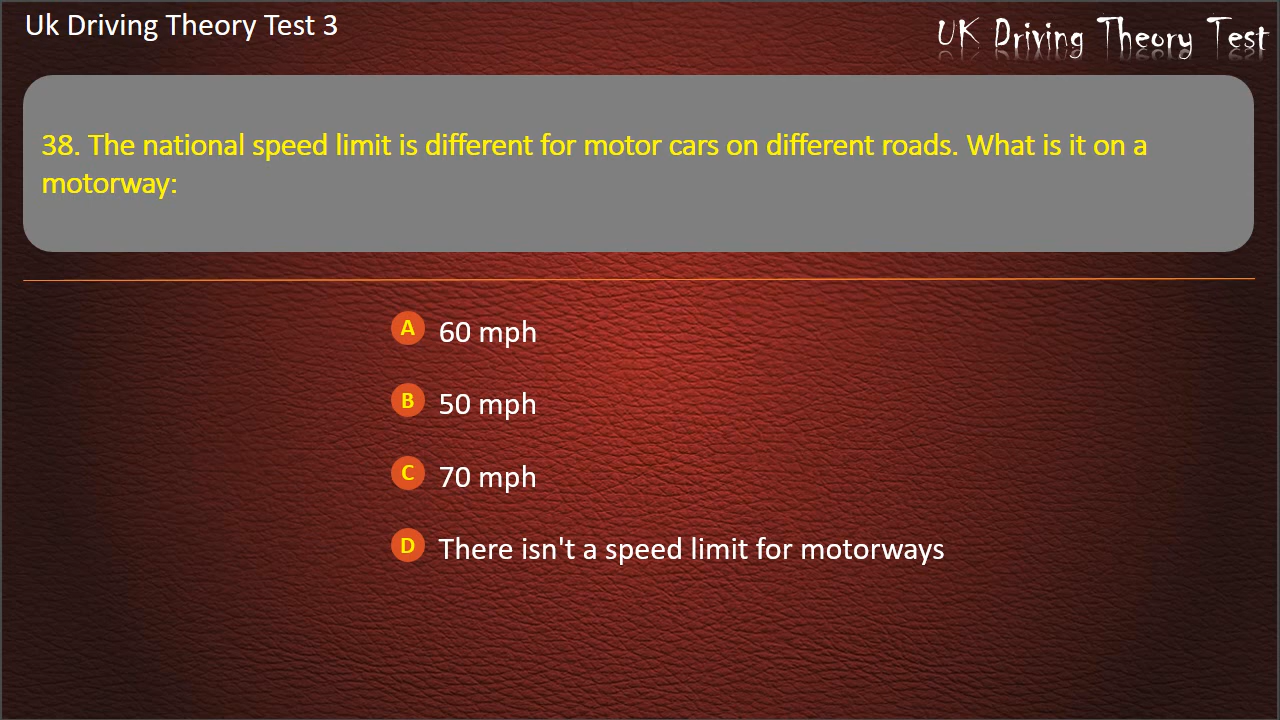 Uk Driving Theory Test 3
UK Driving Theory Test
38. The national speed limit is different for motor cars on different roads. What is it on a
motorway:
A 60 mph
B 50 mph
C 70 mph
D There isn't a speed limit for motorways